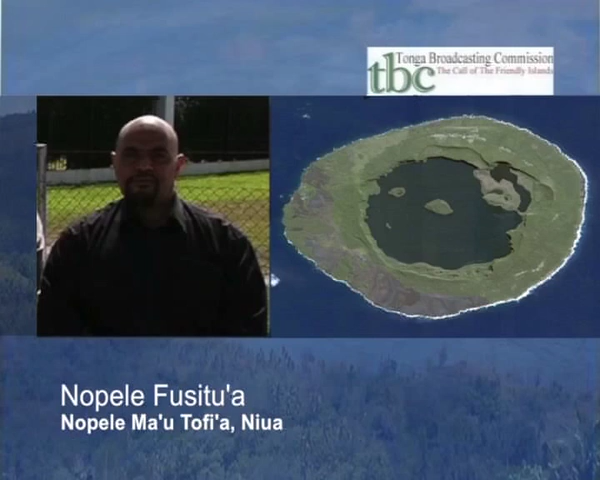 Tonga Broadcasting Commission
tbc The Call of The Friendly Islands
Nopele Fusitu'a
Nopele Ma'u Tofi'a, Niua